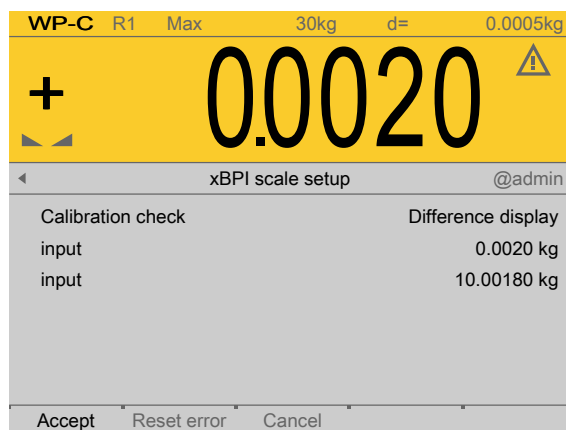 WP-C R1 Max 30kg d= 0.0005kg
+ 0.0020
xBPI scale setup @admin
Calibration check Difference display
input 0.0020 kg
input 10.00180 kg
Accept Reset error Cancel